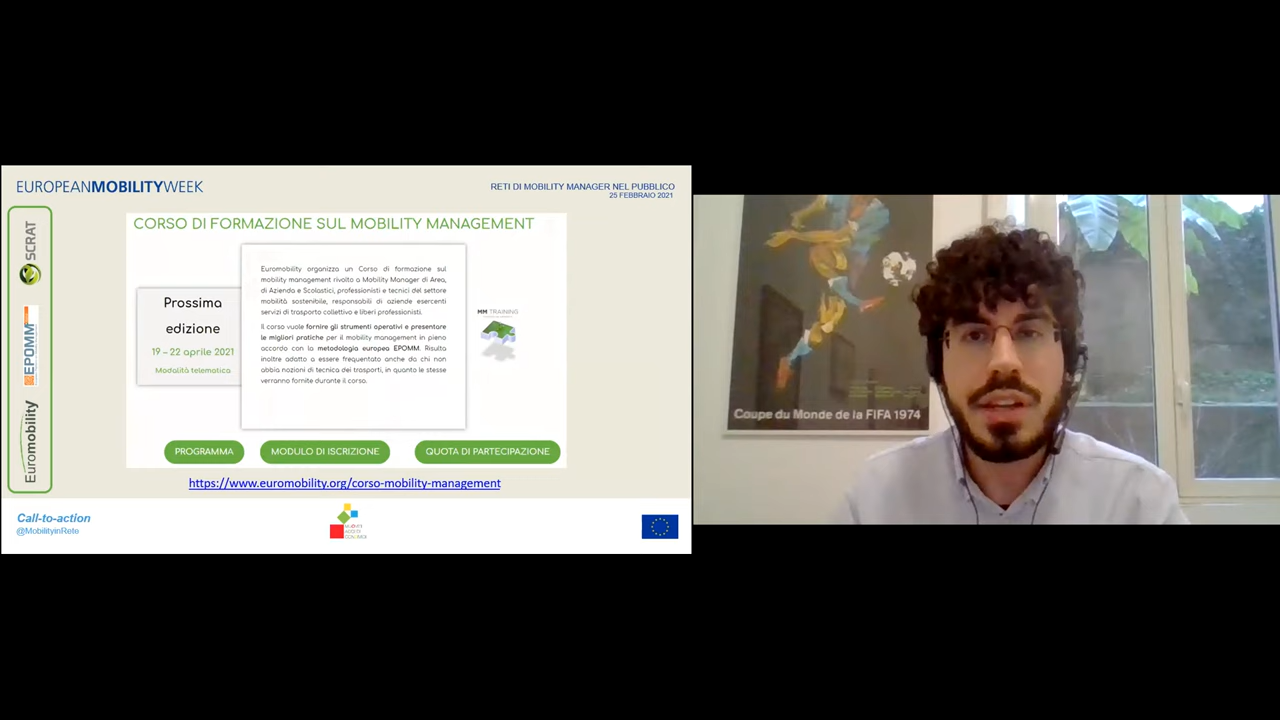 EUROPEANMOBILITYWEEK
RETI DI MOBILITY MANAGER NEL PUBBLICO
25 FEBBRAIO 2021
SCRAT
EPOMM
Euromobility
CORSO DI FORMAZIONE SUL MOBILITY MANAGEMENT
Prossima
edizione
19 – 22 aprile 2021
Modalità telematica
Euromobility organizza un Corso di formazione sul
mobility management rivolto a Mobility Manager di Area,
di Azienda e Scolastici, professionisti e tecnici del settore
mobilità sostenibile, responsabili di aziende esercenti
servizi di trasporto collettivo e liberi professionisti.
Il corso vuole fornire gli strumenti operativi e presentare
le migliori pratiche per il mobility management in pieno
accordo con la metodologia europea EPOMM. Risulta
inoltre adatto a essere frequentato anche da chi non
abbia nozioni di tecnica dei trasporti, in quanto le stesse
verranno fornite durante il corso.
MM TRAINING
PROGRAMMA
MODULO DI ISCRIZIONE
QUOTA DI PARTECIPAZIONE
https://www.euromobility.org/corso-mobility-management
Call-to-action
@MobilityinRete
Coupe du Monde de la FIFA 1974